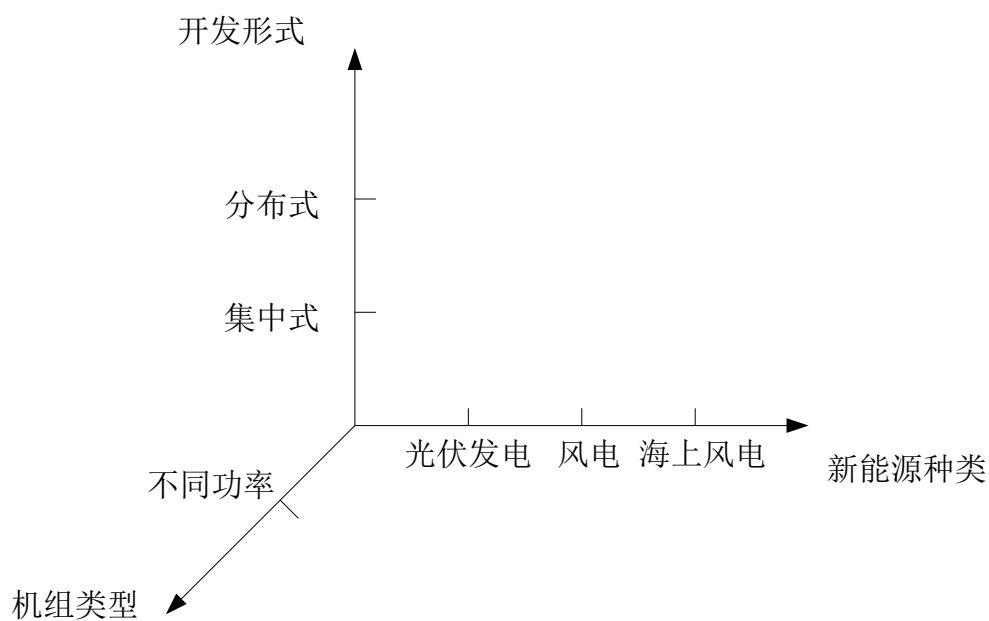 开发形式
分布式
集中式
光伏发电 风电 海上风电
新能源种类
不同功率
机组类型